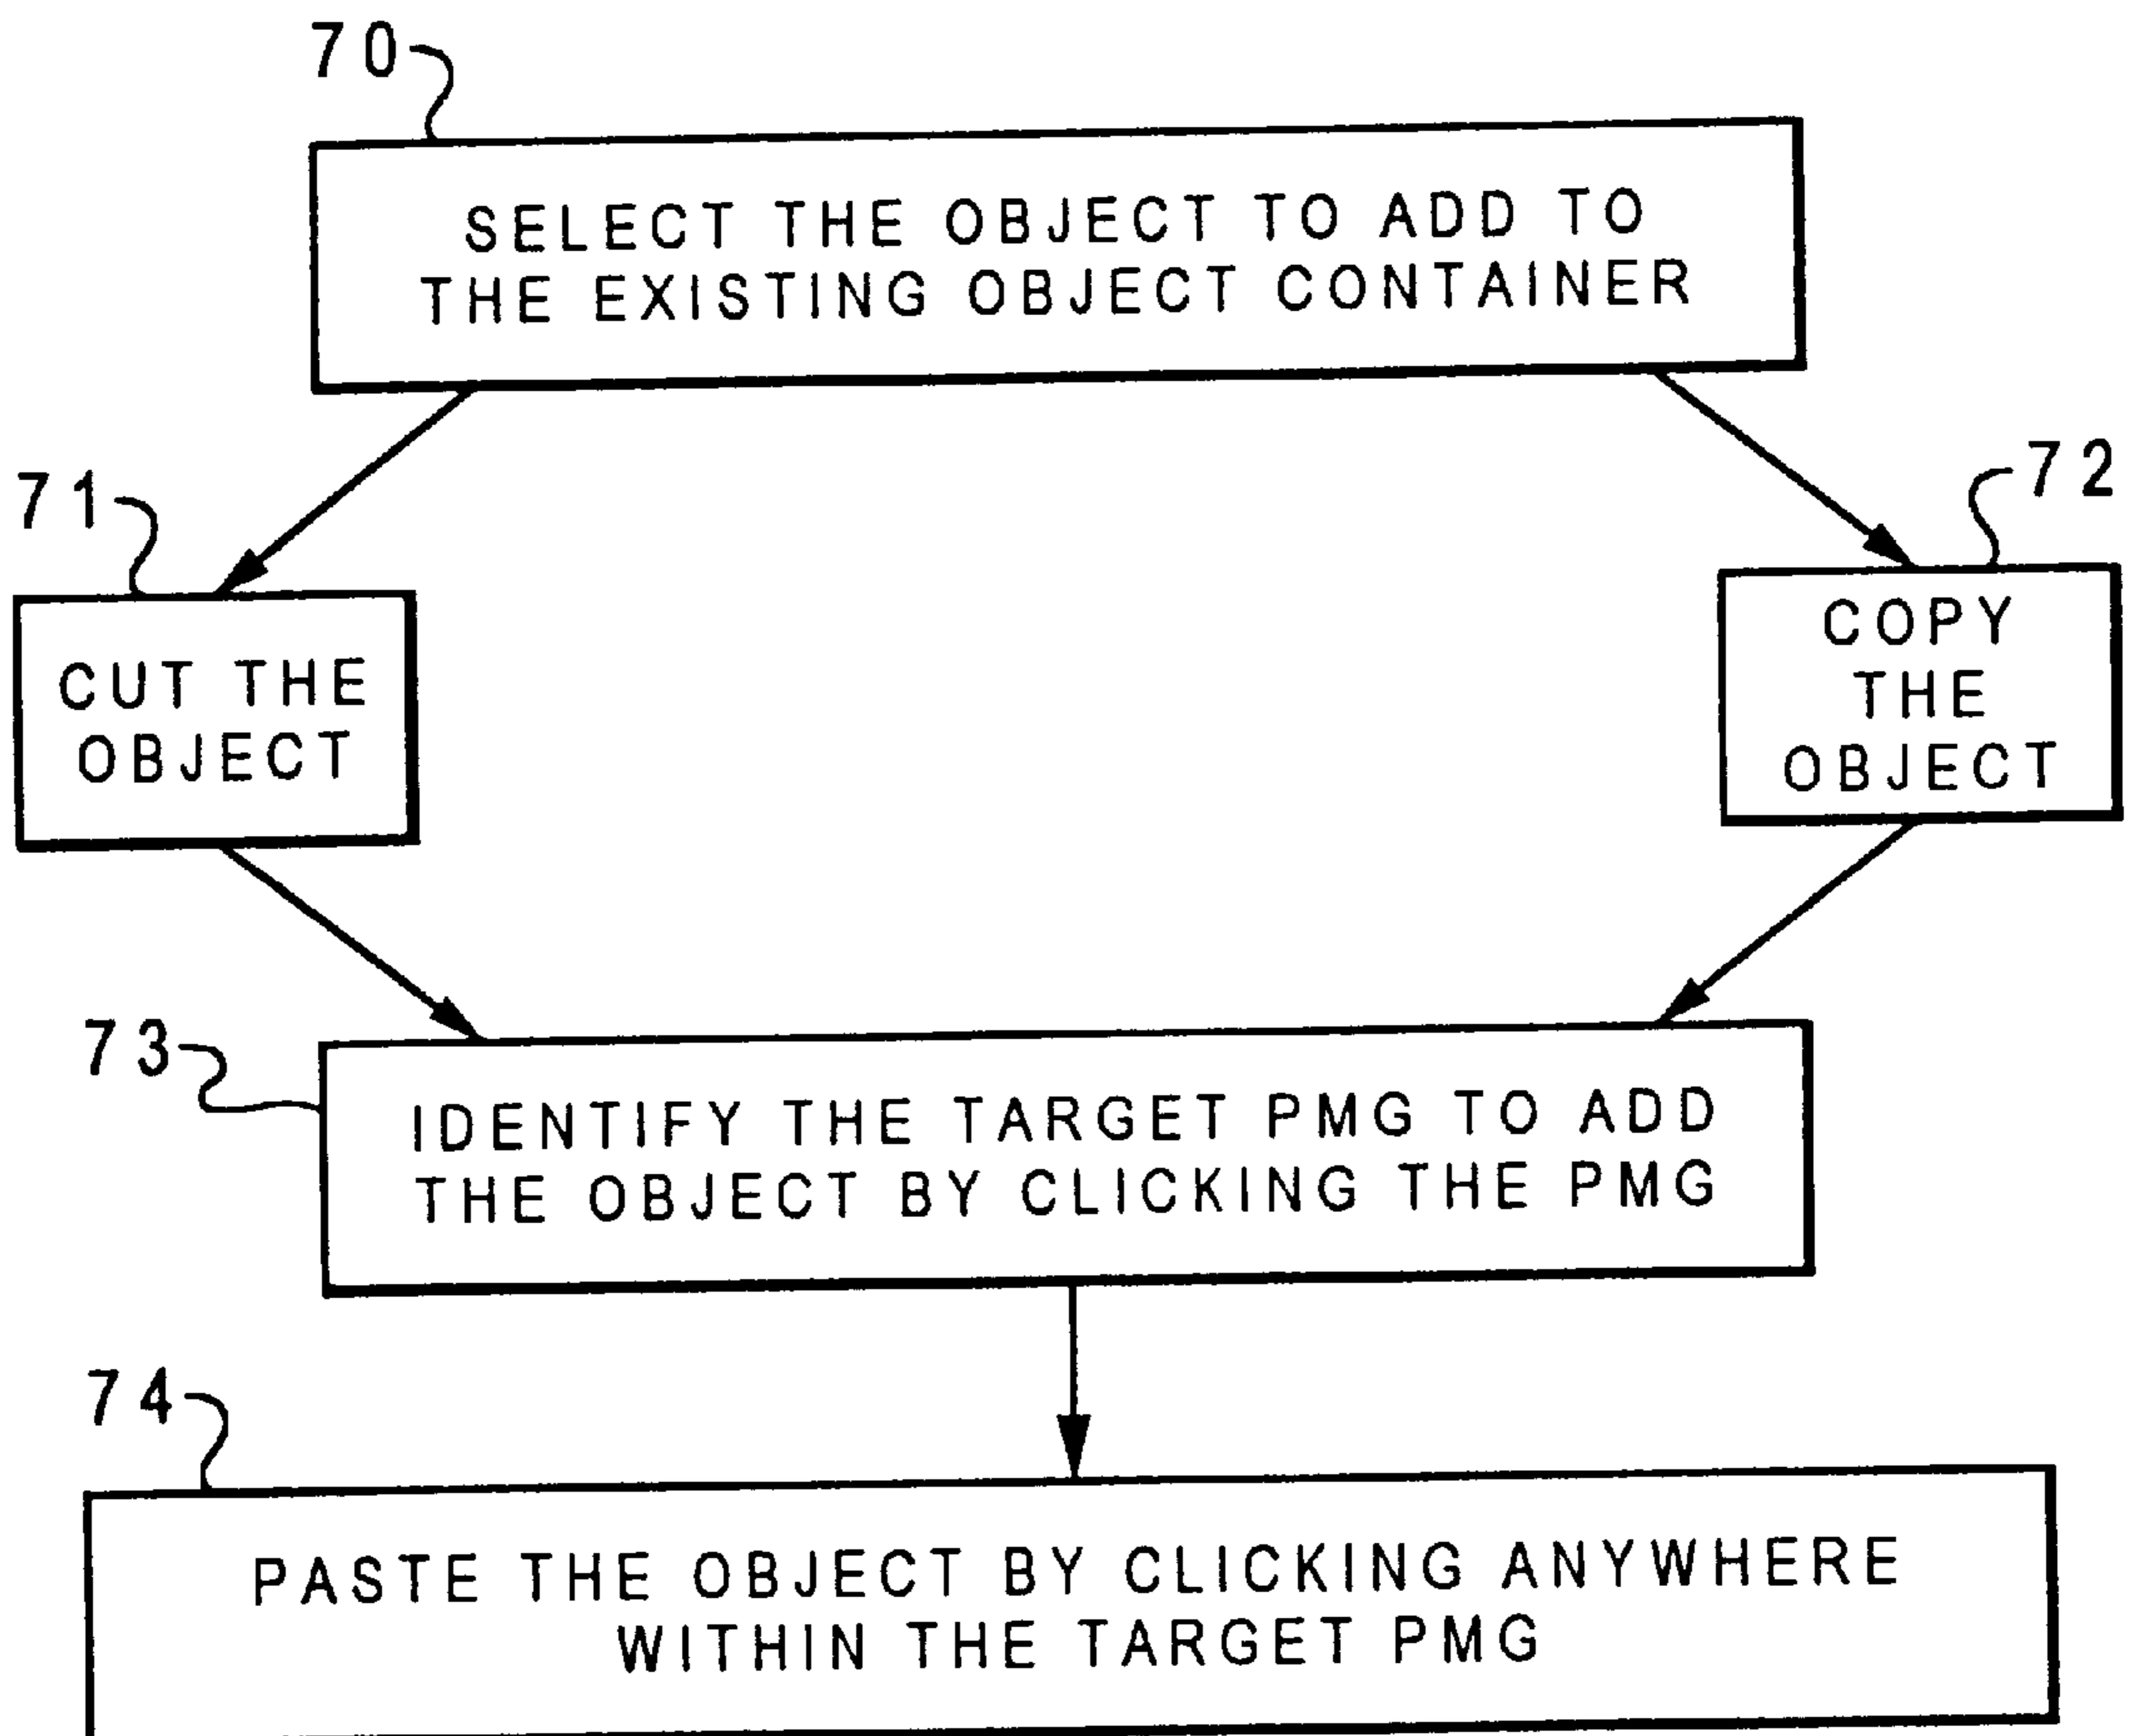 70
SELECT THE OBJECT TO ADD TO
THE EXISTING OBJECT CONTAINER
71
CUT THE
OBJECT
72
COPY
THE
OBJECT
73
IDENTIFY THE TARGET PMG TO ADD
THE OBJECT BY CLICKING THE PMG
74
PASTE THE OBJECT BY CLICKING ANYWHERE
WITHIN THE TARGET PMG